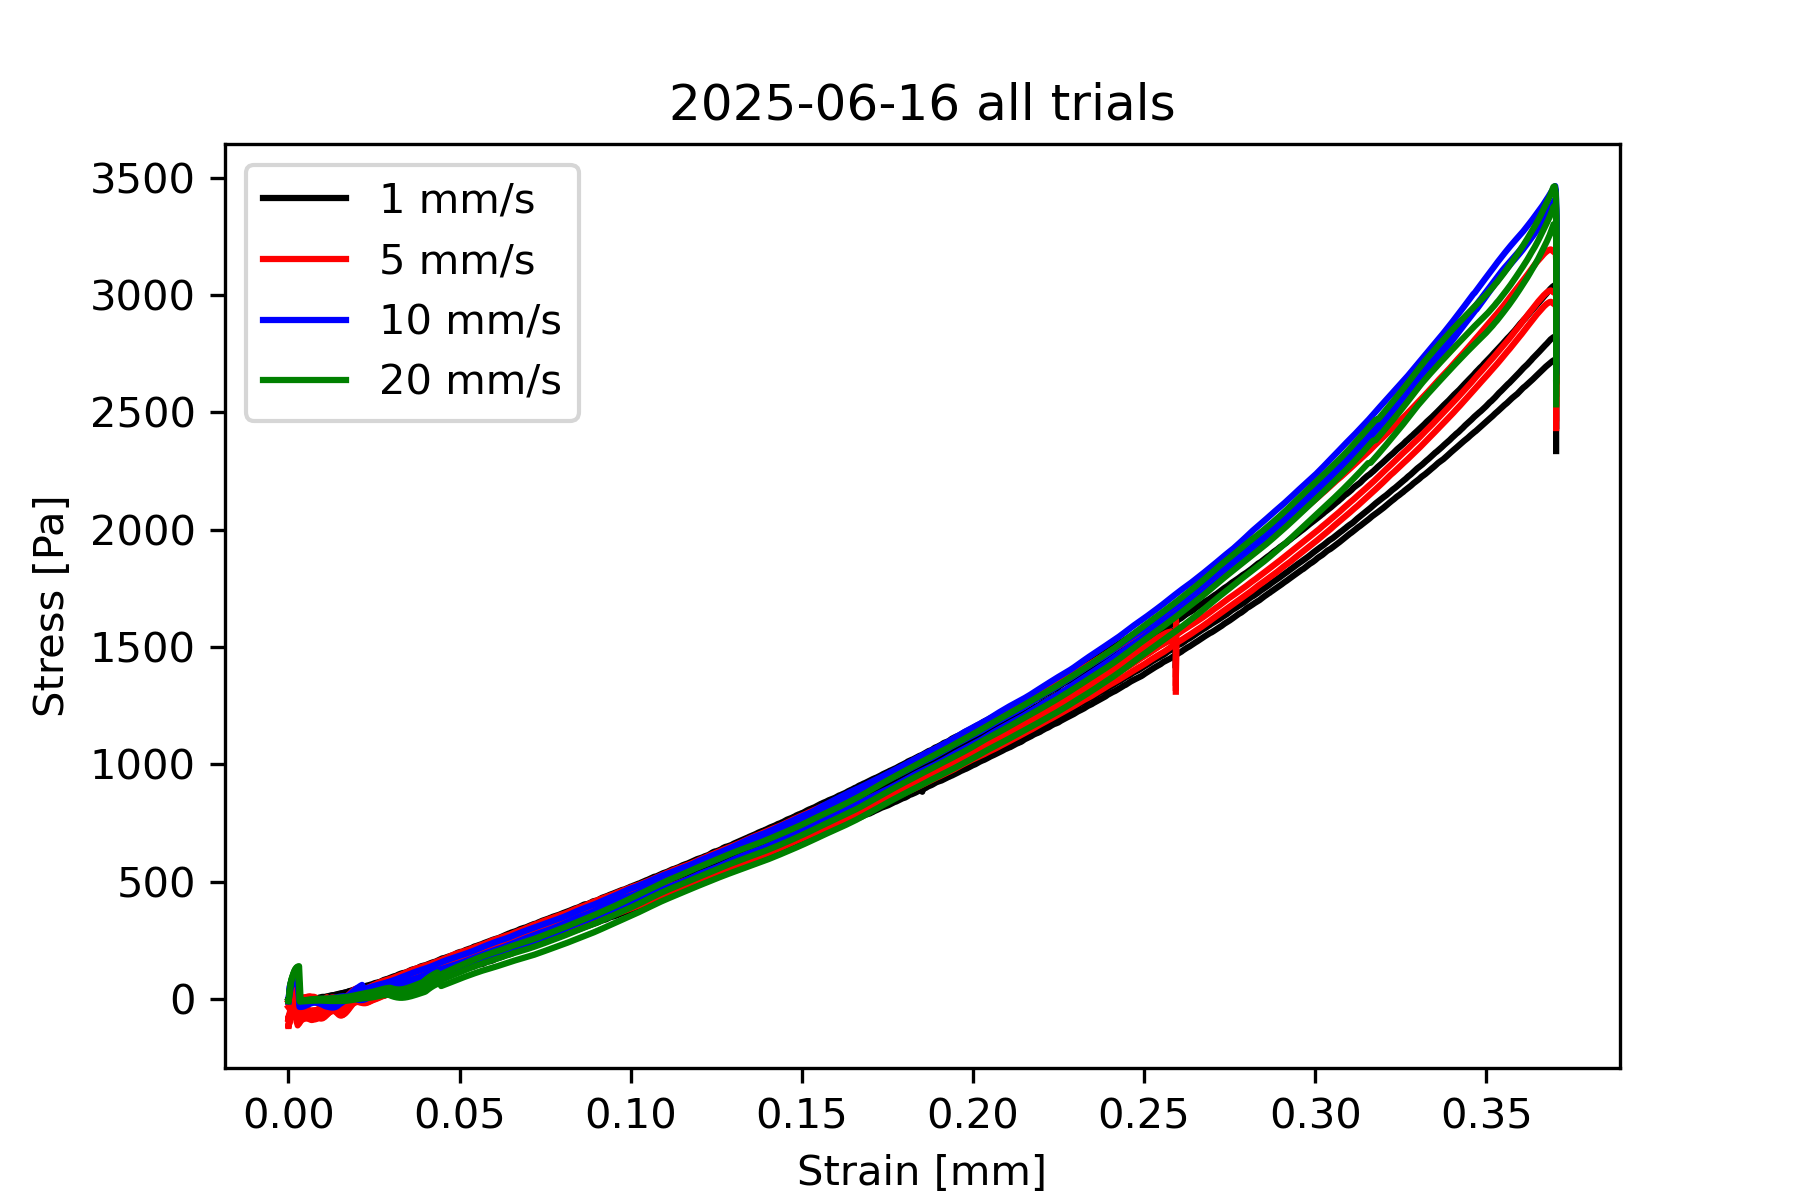 2025-06-16 all trials
3500
3000
2500
2000
1500
1000
500
0
Stress [Pa]
1 mm/s
5 mm/s
10 mm/s
20 mm/s
0.00 0.05 0.10 0.15 0.20 0.25 0.30 0.35
Strain [mm]